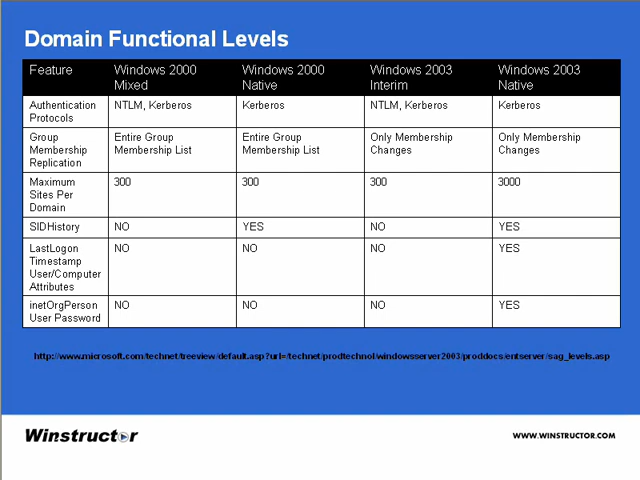 Domain Functional Levels
Feature
Windows 2000
Mixed
Windows 2000
Native
Windows 2003
Interim
Windows 2003
Native
Authentication
Protocols
NTLM, Kerberos
Kerberos
NTLM, Kerberos
Kerberos
Group
Membership
Replication
Entire Group
Membership List
Entire Group
Membership List
Only Membership
Changes
Only Membership
Changes
Maximum
Sites Per
Domain
300
300
300
3000
SIDHistory
NO
YES
NO
YES
LastLogon
Timestamp
User/Computer
Attributes
NO
NO
NO
YES
inetOrgPerson
User Password
NO
NO
NO
YES
http://www.microsoft.com/technet/treeview/default.asp?url=/technet/prodtechnol/windowsserver2003/proddocs/entserver/sag_levels.asp
Winstructor
WWW.WINSTRUCTOR.COM